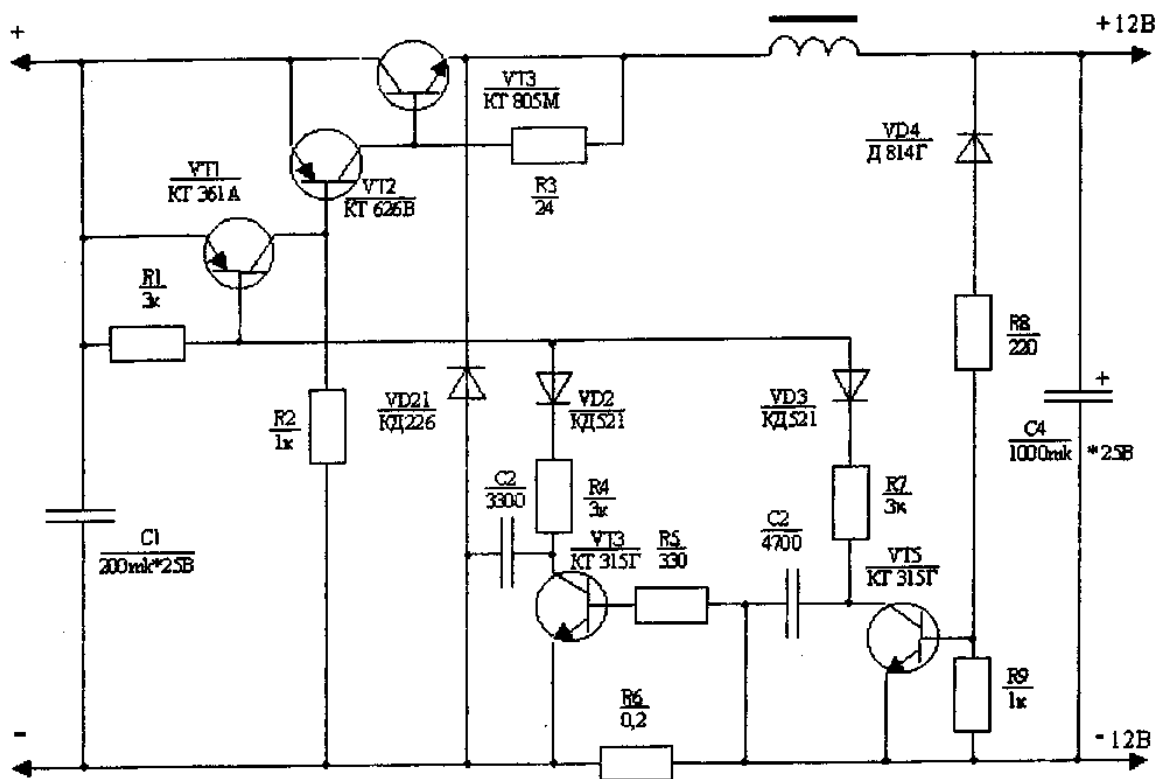 +
+12В
VT3
КТ 805М
VD4
Д 814Г
VT1
КТ 361А
VT2
КТ 626В
R3
24
R1
3к
R8
220
VD21
КД226
VD2
КД521
VD3
КД521
+
R2
1к
C4
1000mk *25В
C2
3300
R4
3к
R7
3к
C2
4700
C1
200mk*25В
VT3
КТ 315Г
R5
330
VT5
КТ 315Г
R6
0,2
R9
1к
-
-12В